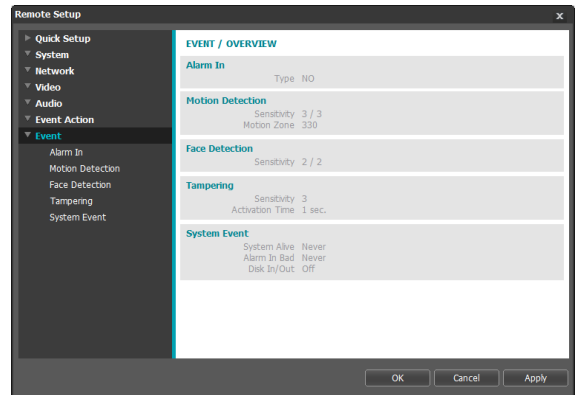 Remote Setup x
Quick Setup
System
Network
Video
Audio
Event Action
Event
Alarm In
Motion Detection
Face Detection
Tampering
System Event
EVENT / OVERVIEW
Alarm In
Type NO
Motion Detection
Sensitivity 3 / 3
Motion Zone 330
Face Detection
Sensitivity 2 / 2
Tampering
Sensitivity 3
Activation Time 1 sec.
System Event
System Alive Never
Alarm In Bad Never
Disk In/Out Off
OK Cancel Apply